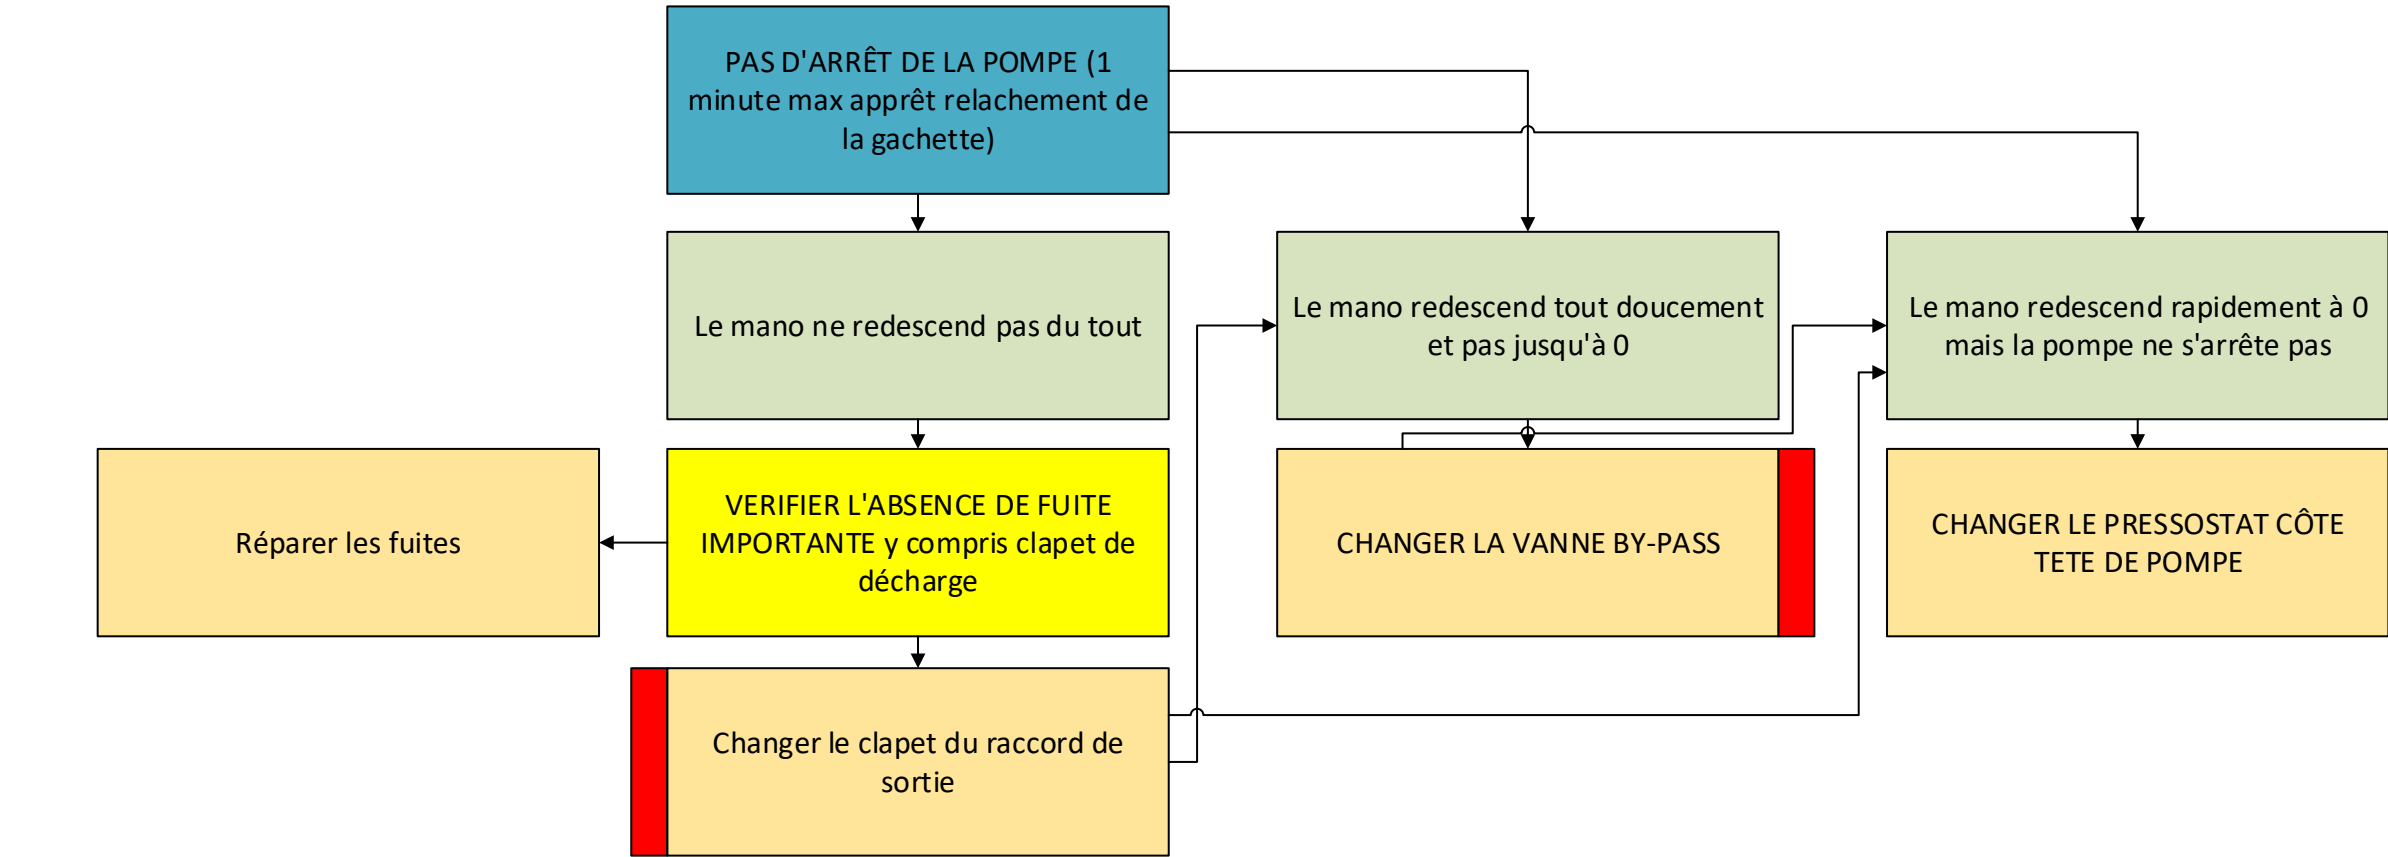 PAS D'ARRÊT DE LA POMPE (1
minute max apprêt relachement de
la gachette)
Le mano ne redescend pas du tout
Le mano redescend tout doucement
et pas jusqu'à 0
Le mano redescend rapidement à 0
mais la pompe ne s'arrête pas
Réparer les fuites
VERIFIER L'ABSENCE DE FUITE
IMPORTANTE y compris clapet de
décharge
CHANGER LA VANNE BY-PASS
CHANGER LE PRESSOSTAT CÔTE
TETE DE POMPE
Changer le clapet du raccord de
sortie